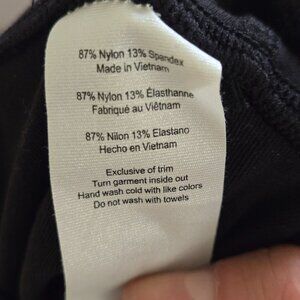 87% Nylon 13% Spandex
Made in Vietnam
87% Nylon 13% Élasthanne
Fabriqué au Viêtnam
87% Nilon 13% Elastano
Hecho en Vietnam
Exclusive of trim
Turn garment inside out
Hand wash cold with like colors
Do not wash with towels